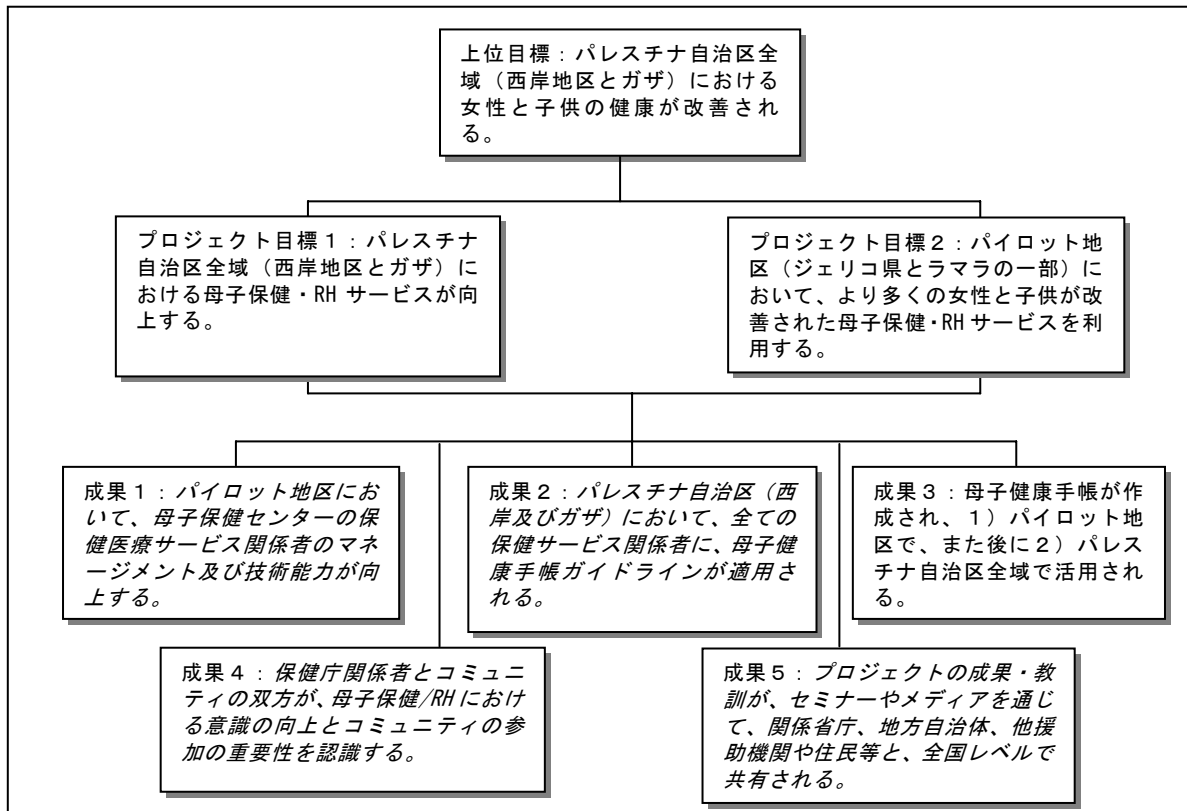 上位目標：パレスチナ自治区全
域（西岸地区とガザ）における
女性と子供の健康が改善され
る。
プロジェクト目標１：パレスチナ
自治区全域（西岸地区とガザ）に
おける母子保健・RH サービスが向
上する。
プロジェクト目標２：パイロット地
区（ジェリコ県とラマラの一部）に
おいて、より多くの女性と子供が改
善された母子保健・RH サービスを利
用する。
成果１：パイロット地区にお
いて、母子保健センターの保
健医療サービス関係者のマネ
ージメント及び技術能力が向
上する。
成果２：パレスチナ自治区（西
岸及びガザ）において、全ての
保健サービス関係者に、母子健
康手帳ガイドラインが適用さ
れる。
成果３：母子健康手帳が作
成され、１）パイロット地
区で、また後に２）パレス
チナ自治区全域で活用され
る。
成果４：保健庁関係者とコミュニ
ティの双方が、母子保健/RH におけ
る意識の向上とコミュニティの参
加の重要性を認識する。
成果５：プロジェクトの成果・教
訓が、セミナーやメディアを通じ
て、関係省庁、地方自治体、他援
助機関や住民等と、全国レベルで
共有される。